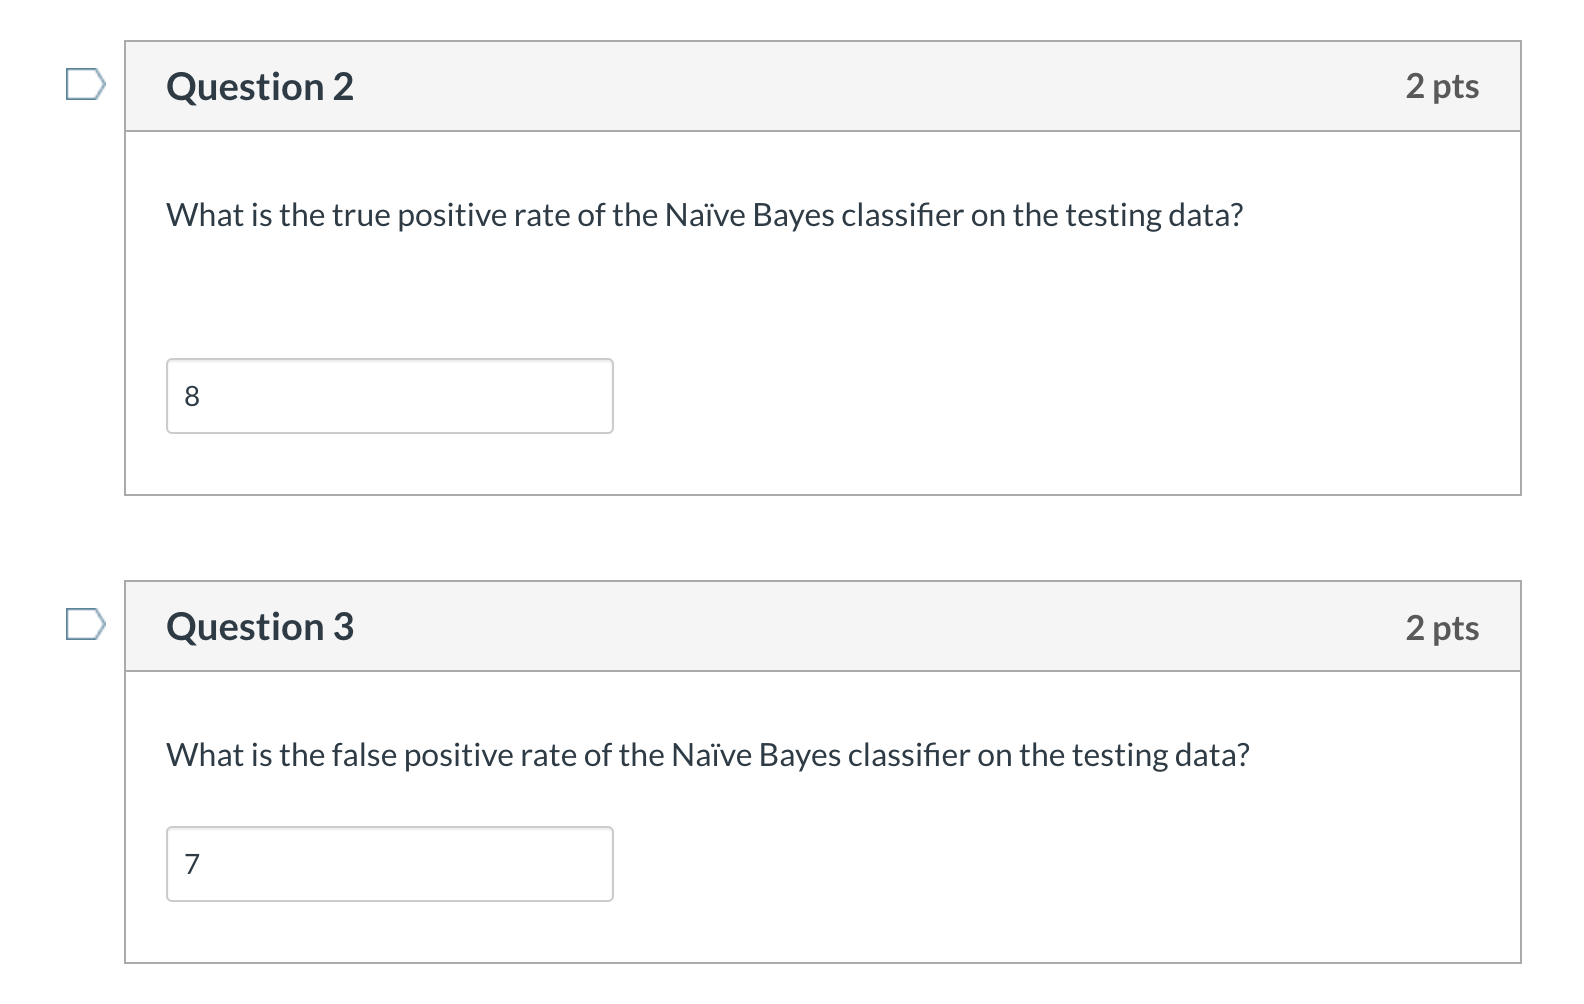 Question 2
2 pts
What is the true positive rate of the Naïve Bayes classifier on the testing data?
8
Question 3
2 pts
What is the false positive rate of the Naïve Bayes classifier on the testing data?
7